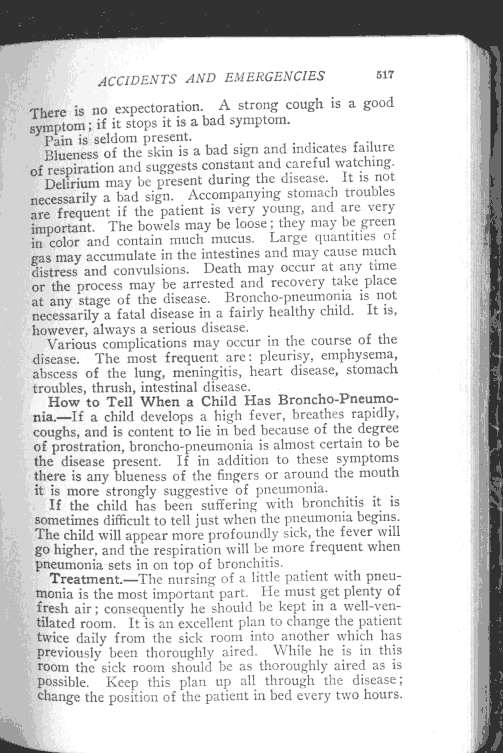 ACCIDENTS AND EMERGENCIES 517
There is no expectoration. A strong cough is a good
symptom; if it stops it is a bad symptom.
Pain is seldom present.
Blueness of the skin is a bad sign and indicates failure
of respiration and suggests constant and careful watching.
Delirium may be present during the disease. It is not
necessarily a bad sign. Accompanying stomach troubles
are frequent if the patient is very young, and are very
important. The bowels may be loose; they may be green
in color and contain much mucus. Large quantities of
gas may accumulate in the intestines and may cause much
distress and convulsions. Death may occur at any time
or the process may be arrested and recovery take place
at any stage of the disease. Broncho-pneumonia is not
necessarily a fatal disease in a fairly healthy child. It is,
however, always a serious disease.
Various complications may occur in the course of the
disease. The most frequent are: pleurisy, emphysema,
abscess of the lung, meningitis, heart disease, stomach
troubles, thrush, intestinal disease.
How to Tell When a Child Has Broncho-Pneumo-
nia.—If a child develops a high fever, breathes rapidly,
coughs, and is content to lie in bed because of the degree
of prostration, broncho-pneumonia is almost certain to be
the disease present. If in addition to these symptoms
there is any blueness of the fingers or around the mouth
it is more strongly suggestive of pneumonia.
If the child has been suffering with bronchitis it is
sometimes difficult to tell just when the pneumonia begins.
The child will appear more profoundly sick, the fever will
go higher, and the respiration will be more frequent when
pneumonia sets in on top of bronchitis.
Treatment.—The nursing of a little patient with pneu-
monia is the most important part. He must get plenty of
fresh air; consequently he should be kept in a well-ven-
tilated room. It is an excellent plan to change the patient
twice daily from the sick room into another which has
previously been thoroughly aired. While he is in this
room the sick room should be as thoroughly aired as is
possible. Keep this plan up all through the disease;
change the position of the patient in bed every two hours.